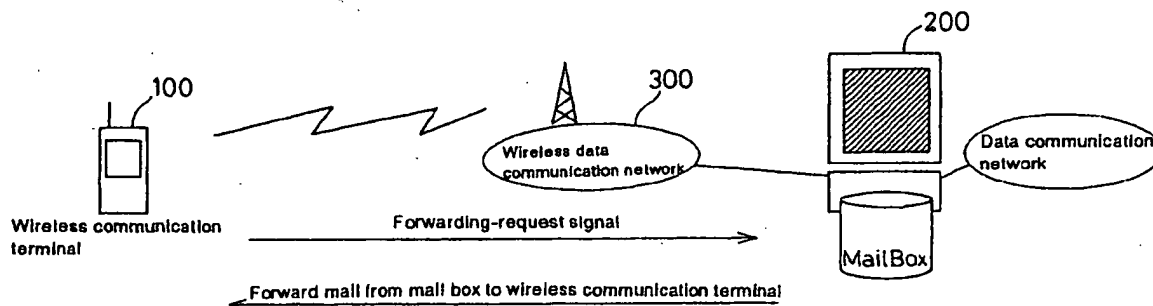 200
100
300
Wireless data
communication network
Data communication
network
Wireless communication
terminal
Forwarding-request signal
MailBox
Forward mail from mail box to wireless communication terminal